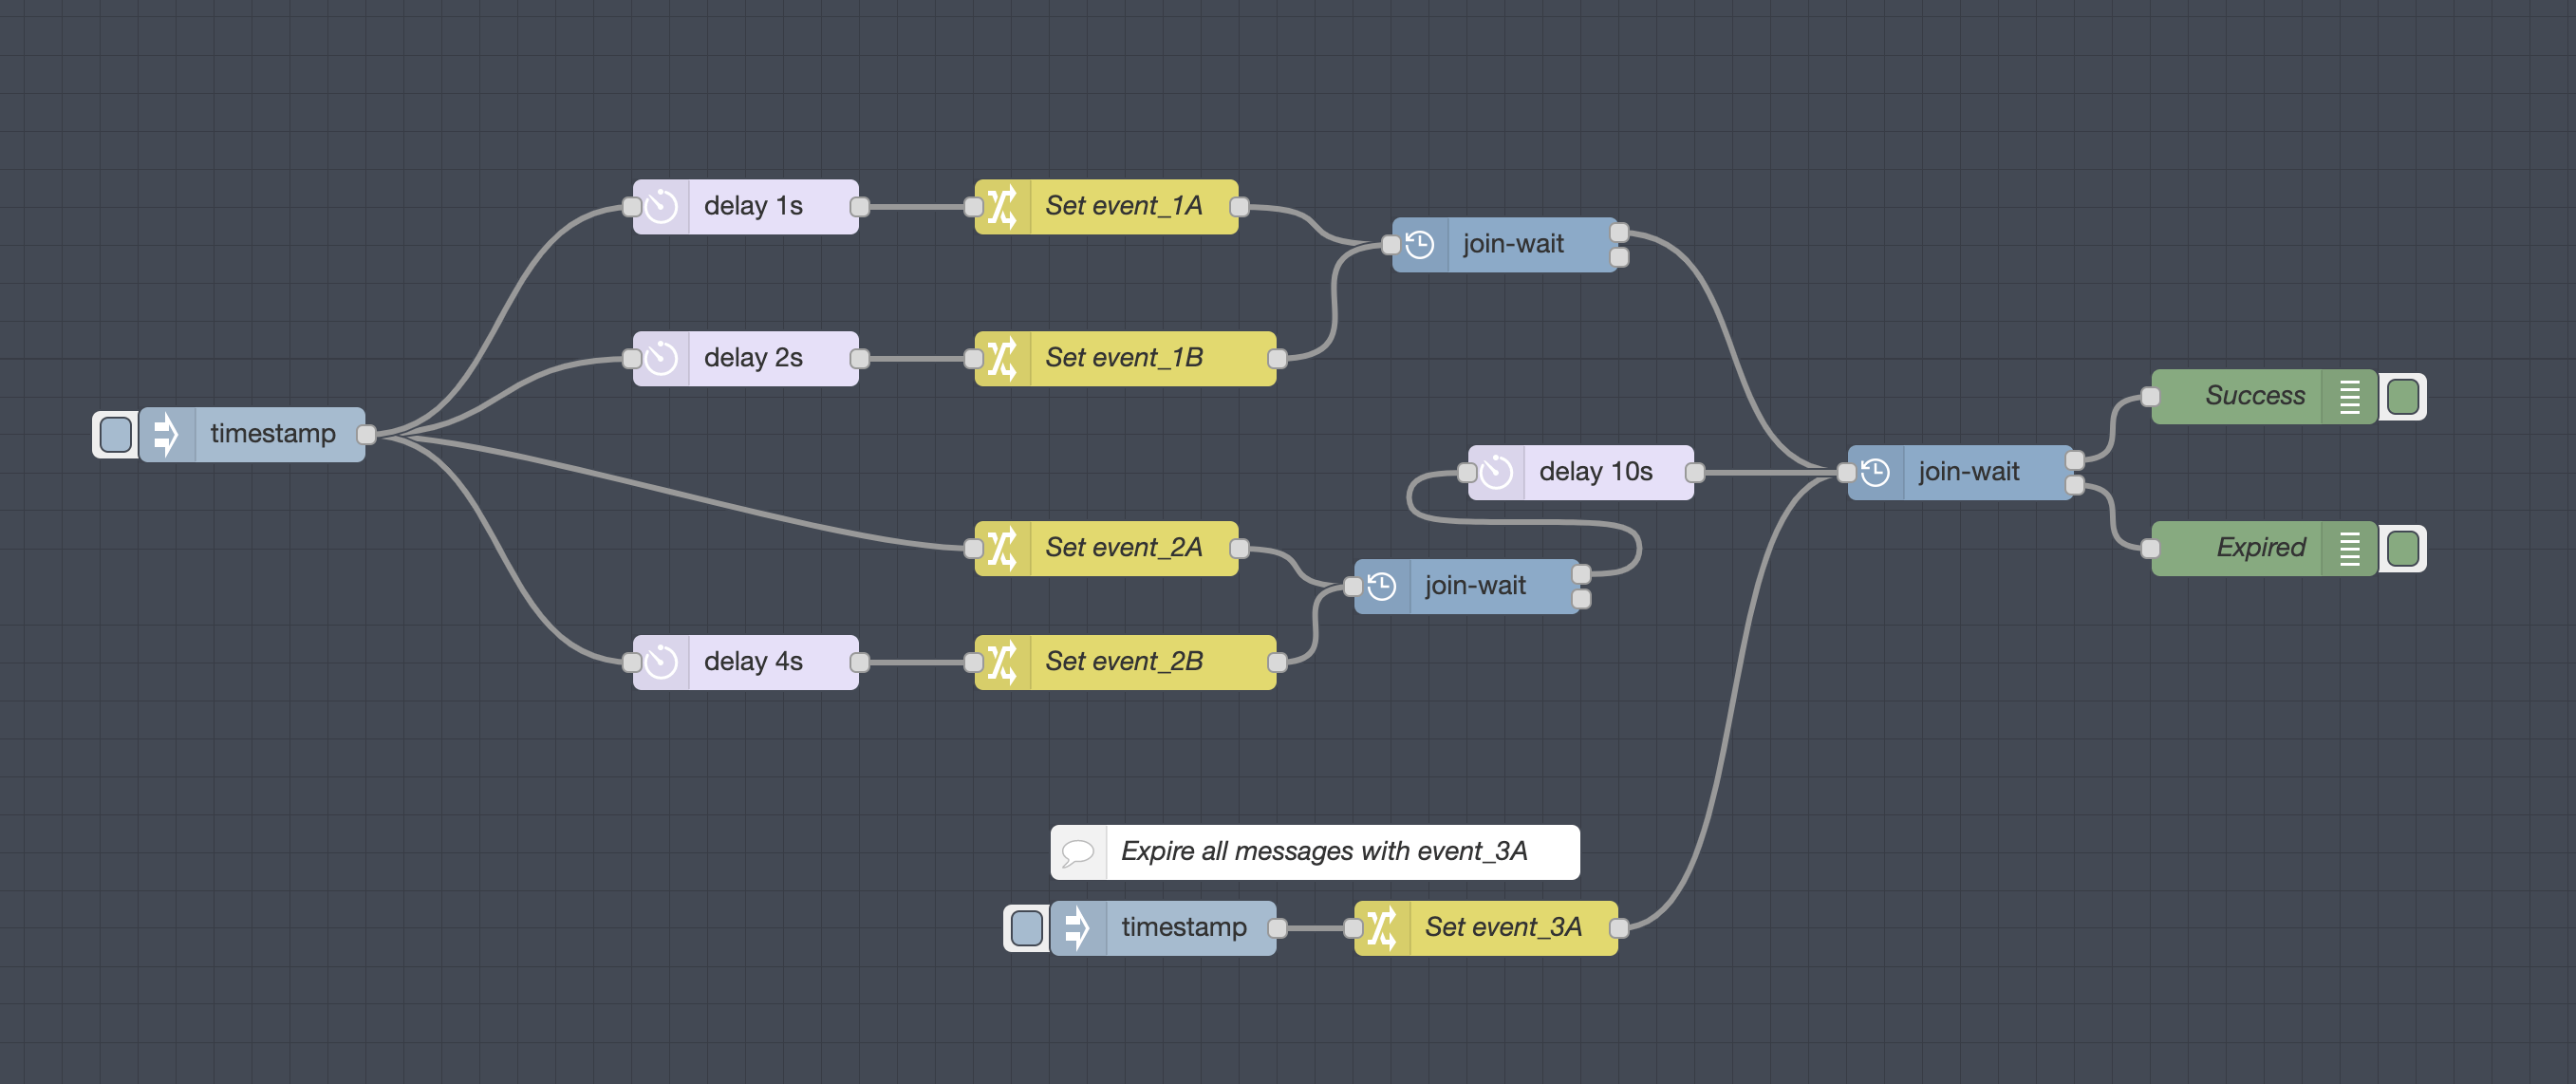 delay 1s
Set event_1A
join-wait
delay 2s
Set event_1B
Success
timestamp
delay 10s
join-wait
Set event_2A
Expired
join-wait
delay 4s
Set event_2B
Expire all messages with event_3A
timestamp
Set event_3A